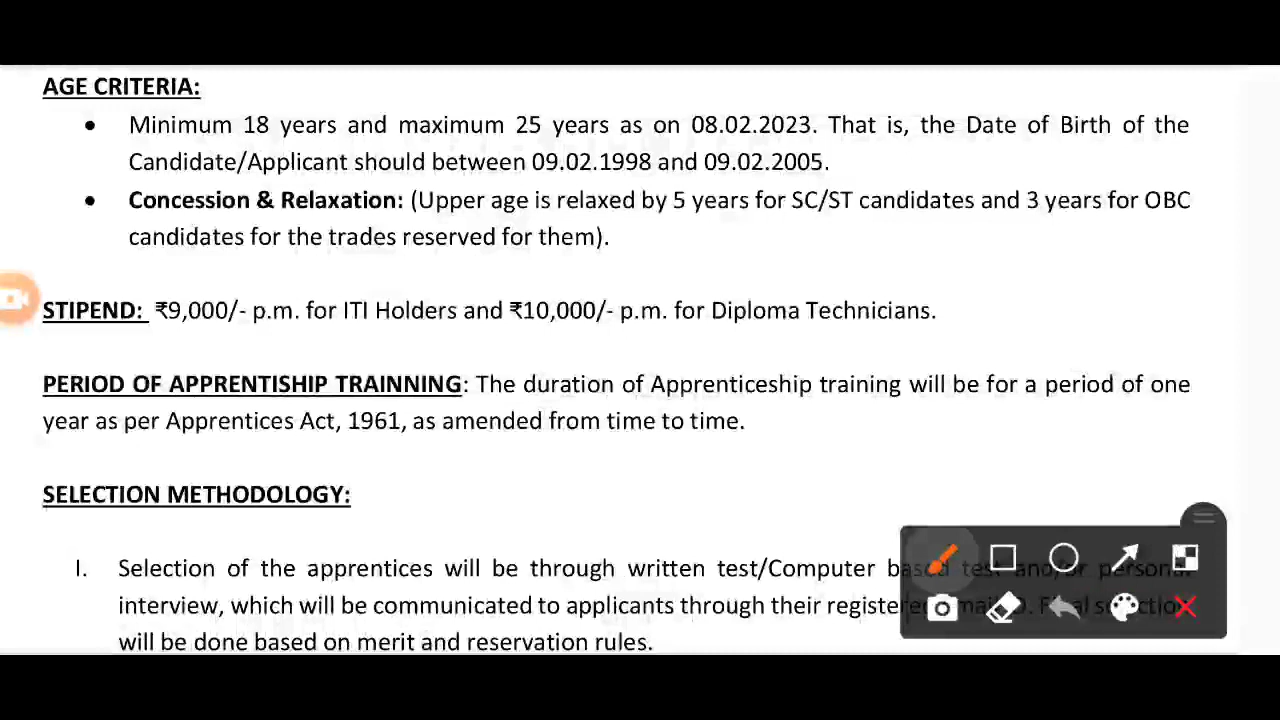 AGE CRITERIA:
• Minimum 18 years and maximum 25 years as on 08.02.2023. That is, the Date of Birth of the
Candidate/Applicant should between 09.02.1998 and 09.02.2005.
• Concession & Relaxation: (Upper age is relaxed by 5 years for SC/ST candidates and 3 years for OBC
candidates for the trades reserved for them).
STIPEND: ₹9,000/- p.m. for ITI Holders and ₹10,000/- p.m. for Diploma Technicians.
PERIOD OF APPRENTISHIP TRAINNING: The duration of Apprenticeship training will be for a period of one
year as per Apprentices Act, 1961, as amended from time to time.
SELECTION METHODOLOGY:
I. Selection of the apprentices will be through written test/Computer based test and/or personal
interview, which will be communicated to applicants through their registered
will be done based on merit and reservation rules.